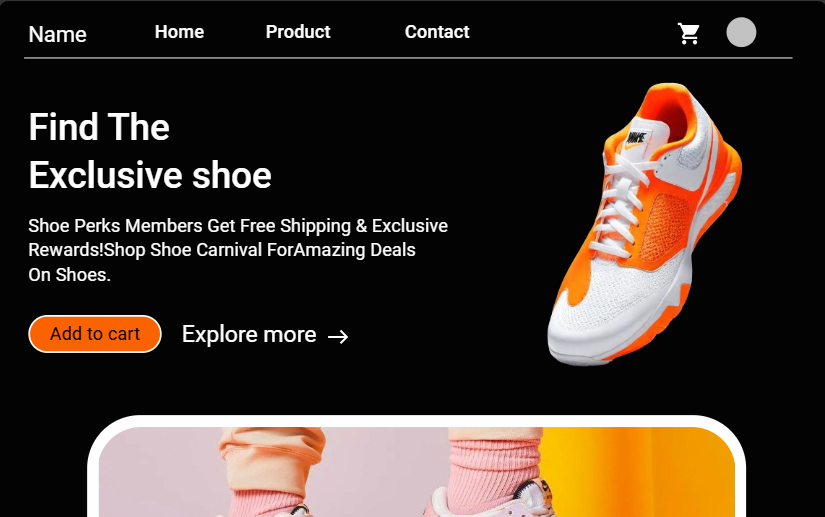 Name
Home
Product
Contact
Find The
Exclusive shoe
Shoe Perks Members Get Free Shipping & Exclusive
Rewards!Shop Shoe Carnival ForAmazing Deals
On Shoes.
Add to cart
Explore more
NIKE